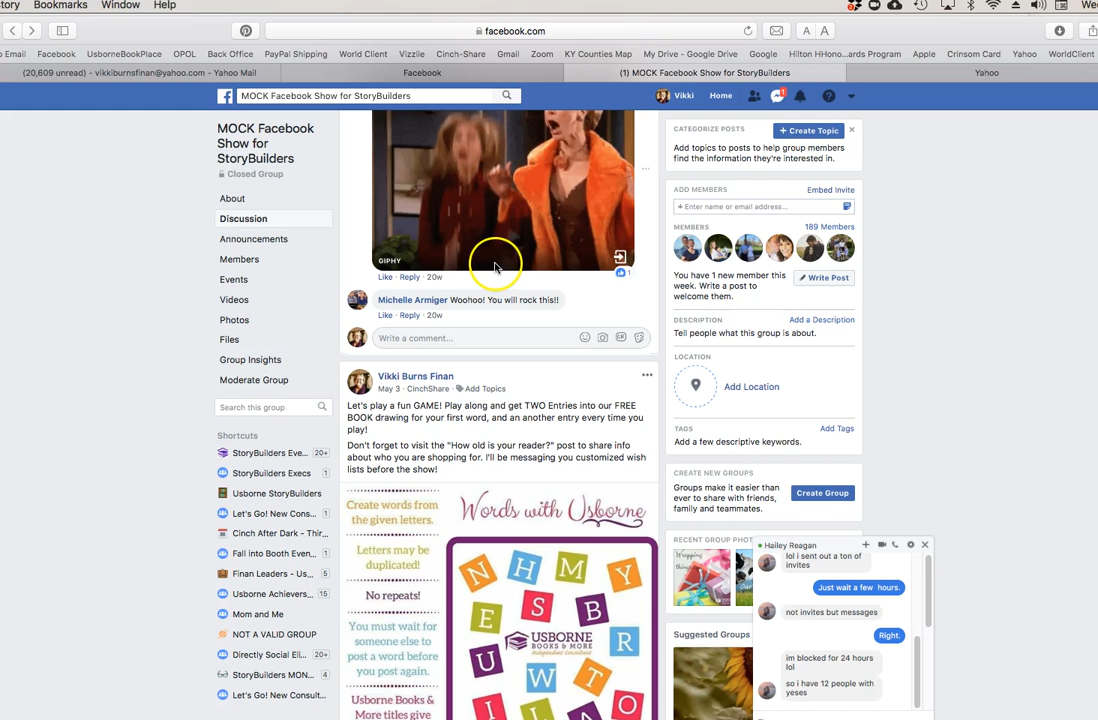 story Bookmarks Window Help
We
facebook.com
A A
Email Facebook UsborneBookPlace OPOL Back Office PayPal Shipping World Client Vizzlie Cinch-Share Gmail Zoom KY Counties Map My Drive - Google Drive Google Hilton HHono...ards Program Apple Crinsom Card Yahoo WorldClient
(20,609 unread) - vikkiburnsfinan@yahoo.com - Yahoo Mail Facebook (1) MOCK Facebook Show for StoryBuilders Yahoo
MOCK Facebook Show for StoryBuilders
Vikki Home 1
MOCK Facebook
Show for
StoryBuilders
Closed Group
About
Discussion
Announcements
Members
Events
Videos
Photos
Files
Group Insights
Moderate Group
Search this group
Shortcuts
StoryBuilders Eve... 20+
StoryBuilders Execs 1
Usborne StoryBuilders
Let's Go! New Cons... 1
Cinch After Dark - Thir...
Fall into Booth Even... 1
Finan Leaders - Us... 5
Usborne Achievers... 15
Mom and Me
NOT A VALID GROUP
Directly Social Eli... 20+
StoryBuilders MON...
Let's Go! New Consult...
GIPHY
1
Like · Reply · 20w
Michelle Armiger Woohoo! You will rock this!!
Like · Reply · 20w
Write a comment...
GIF
Vikki Burns Finan
May 3 · CinchShare · Add Topics
Let's play a fun GAME! Play along and get TWO Entries into our FREE
BOOK drawing for your first word, and an another entry every time you
play!
Don't forget to visit the "How old is your reader?" post to share info
about who you are shopping for. I'll be messaging you customized wish
lists before the show!
Create words from
the given letters.
Letters may be
duplicated!
No repeats!
You must wait for
someone else to
post a word before
you post again.
Usborne Books &
More titles give
Words with Usborne
N H M Y
E S B
USBORNE
BOOKS & MORE
Independent Consultant
U R
W T
I L A O
CATEGORIZE POSTS + Create Topic
Add topics to posts to help group members
find the information they're interested in.
ADD MEMBERS Embed Invite
+ Enter name or email address...
MEMBERS 189 Members
You have 1 new member this
week. Write a post to
welcome them.
Write Post
DESCRIPTION Add a Description
Tell people what this group is about.
LOCATION
Add Location
TAGS Add Tags
Add a few descriptive keywords.
CREATE NEW GROUPS
Groups make it easier than
ever to share with friends,
family and teammates.
Create Group
RECENT GROUP PHOT
Wrapping
things
Suggested Groups
Hailey Reagan
lol i sent out a ton of
invites
Just wait a few hours.
not invites but messages
Right.
im blocked for 24 hours
lol
so i have 12 people with
yeses